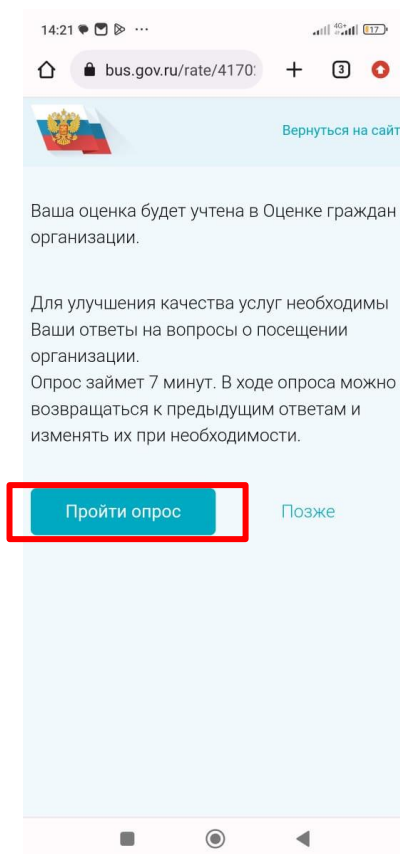 14:21 ... 4G+ 17
bus.gov.ru/rate/4170 3
Вернуться на сайт
Ваша оценка будет учтена в Оценке граждан
организации.
Для улучшения качества услуг необходимы
Ваши ответы на вопросы о посещении
организации.
Опрос займет 7 минут. В ходе опроса можно
возвращаться к предыдущим ответам и
изменять их при необходимости.
Пройти опрос Позже